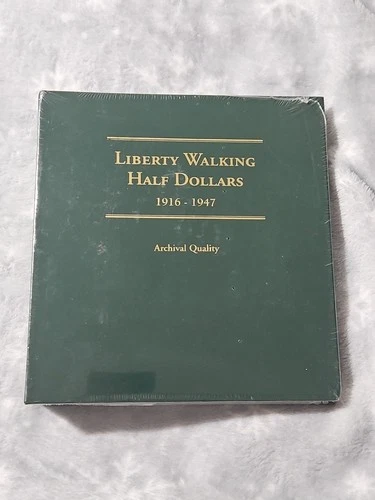 LIBERTY WALKING
HALF DOLLARS
1916 - 1947
Archival Quality